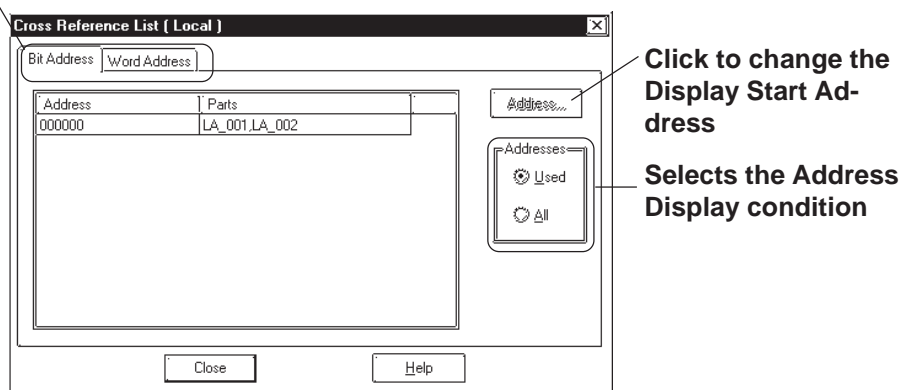 Cross Reference List ( Local )
Bit Address
Word Address
Address
Parts
000000
LA_001,LA_002
Address...
Addresses
Used
All
Close
Help
Click to change the
Display Start Ad-
dress
Selects the Address
Display condition